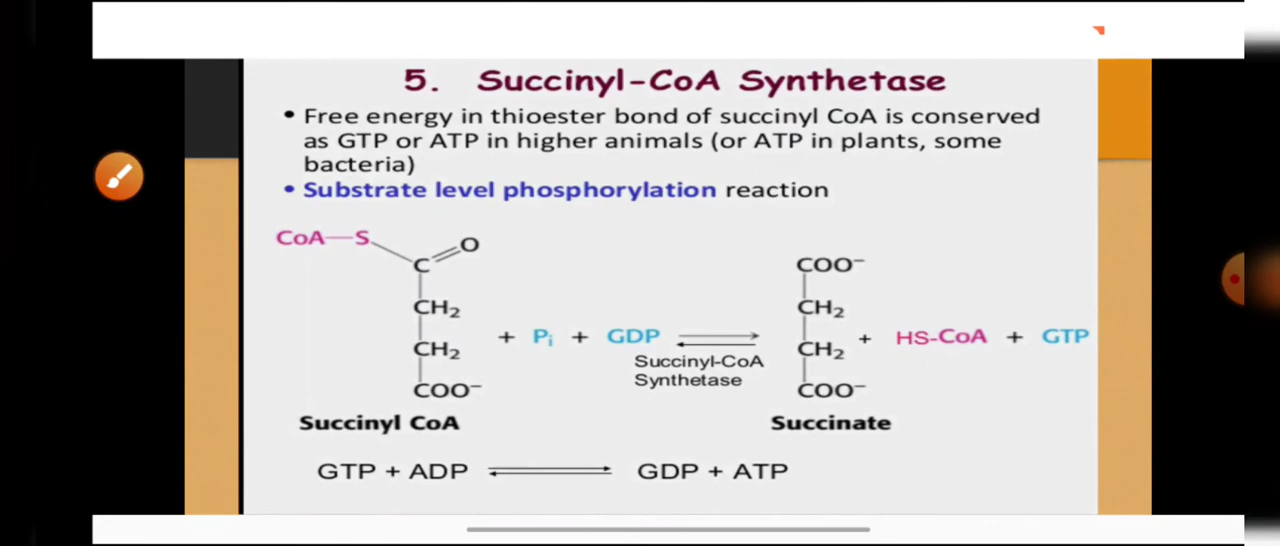 5. Succinyl-CoA Synthetase
• Free energy in thioester bond of succinyl CoA is conserved
as GTP or ATP in higher animals (or ATP in plants, some
bacteria)
• Substrate level phosphorylation reaction
CoA—S
C=O
CH₂
CH₂
COO⁻
+ Pᵢ + GDP
Succinyl-CoA
Synthetase
COO⁻
CH₂
CH₂
COO⁻
+ HS-CoA + GTP
Succinyl CoA
Succinate
GTP + ADP ⇌ GDP + ATP